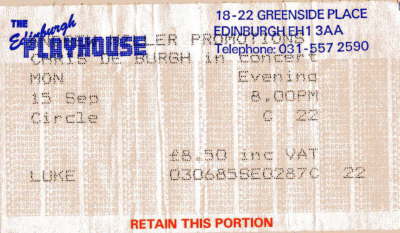 THE
Edinburgh
PLAYHOUSE
18-22 GREENSIDE PLACE
EDINBURGH EH1 3AA
Telephone: 031-557 2590
PROMOTIONS
CHRIS DE BURGH in concert
MON Evening
15 Sep 8.00PM
Circle C 22
£8.50 inc VAT
LUKE 030685SE0287C 22
RETAIN THIS PORTION